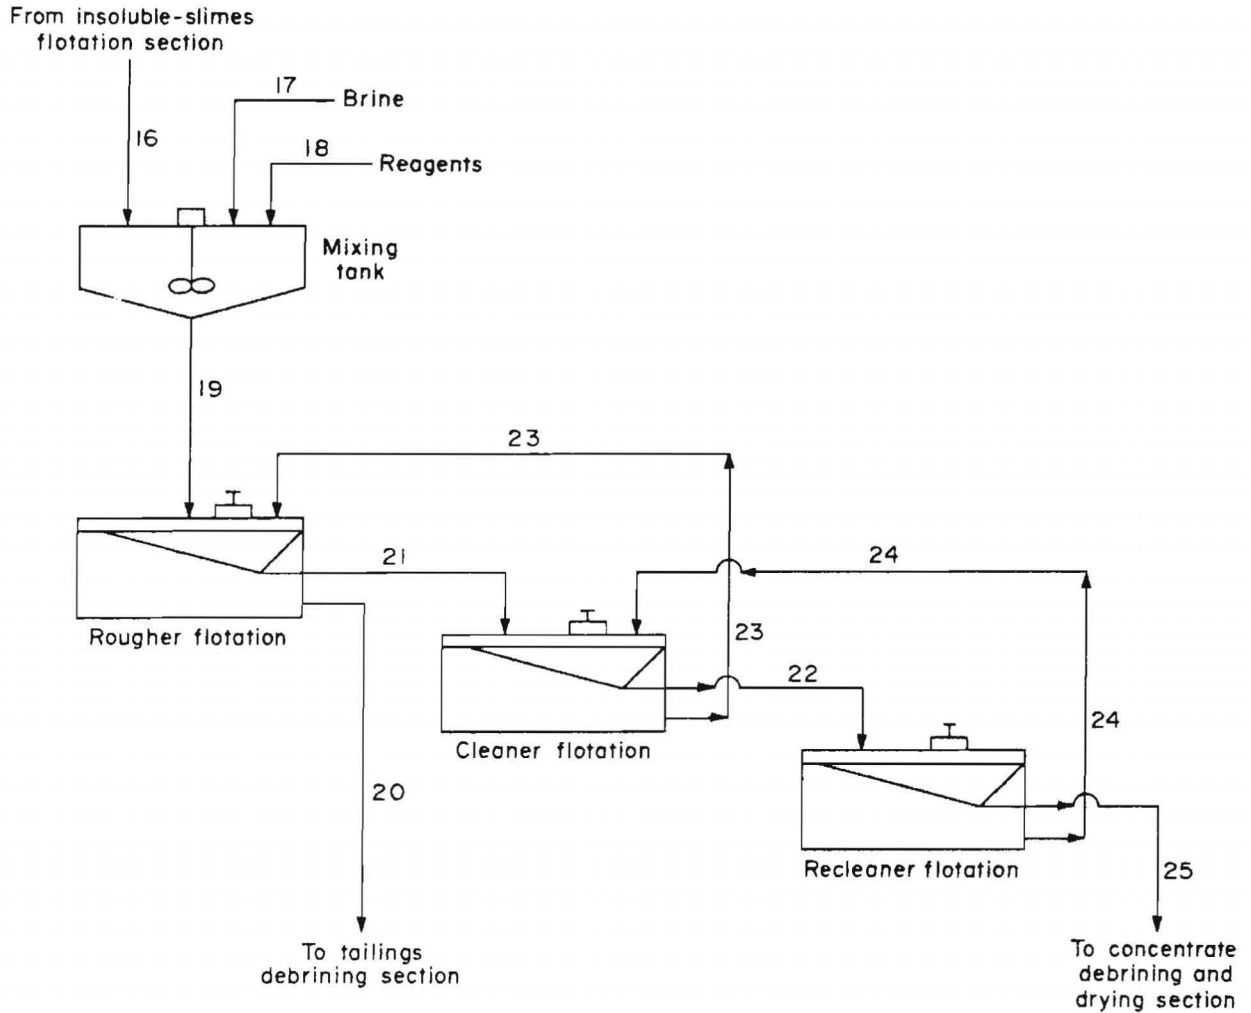 From insoluble-slimes
flotation section
17
Brine
16
18
Reagents
Mixing
tank
19
23
21
24
Rougher flotation
23
22
Cleaner flotation
24
20
Recleaner flotation
25
To tailings
debrining section
To concentrate
debrining and
drying section